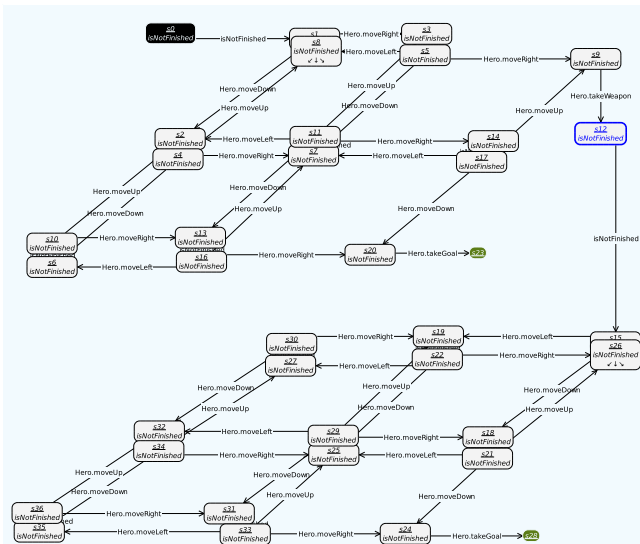 s0
isNotFinished
isNotFinished
s1
s8
isNotFinished
↙↓↘
Hero.moveRight
s3
isNotFinished
Hero.moveLeft
s5
isNotFinished
Hero.moveRight
s9
isNotFinished
Hero.moveDown
Hero.moveUp
Hero.moveUp
Hero.moveDown
Hero.takeWeapon
Hero.moveUp
s12
isNotFinished
s2
isNotFinished
Hero.moveLeft
s11
isNotFinished
Hero.moveRight
s14
isNotFinished
s4
isNotFinished
Hero.moveRight
s7
isNotFinished
Hero.moveLeft
s17
isNotFinished
Hero.moveUp
Hero.moveDown
Hero.moveDown
Hero.moveUp
Hero.moveDown
isNotFinished
s10
isNotFinished
Hero.moveRight
s13
isNotFinished
s6
isNotFinished
Hero.moveLeft
s16
isNotFinished
Hero.moveRight
s20
isNotFinished
Hero.takeGoal
s23
s30
isNotFinished
Hero.moveRight
s19
isNotFinished
Hero.moveLeft
s15
s27
isNotFinished
Hero.moveLeft
s22
isNotFinished
Hero.moveRight
s26
isNotFinished
↙↓↘
Hero.moveDown
Hero.moveUp
Hero.moveUp
Hero.moveDown
Hero.moveDown
Hero.moveUp
s32
isNotFinished
Hero.moveLeft
s29
isNotFinished
Hero.moveRight
s18
isNotFinished
s34
isNotFinished
Hero.moveRight
s25
isNotFinished
Hero.moveLeft
s21
isNotFinished
Hero.moveUp
Hero.moveDown
Hero.moveDown
Hero.moveUp
Hero.moveDown
s36
isNotFinished
Hero.moveRight
s31
isNotFinished
s35
isNotFinished
Hero.moveLeft
s33
isNotFinished
Hero.moveRight
s24
isNotFinished
Hero.takeGoal
s28